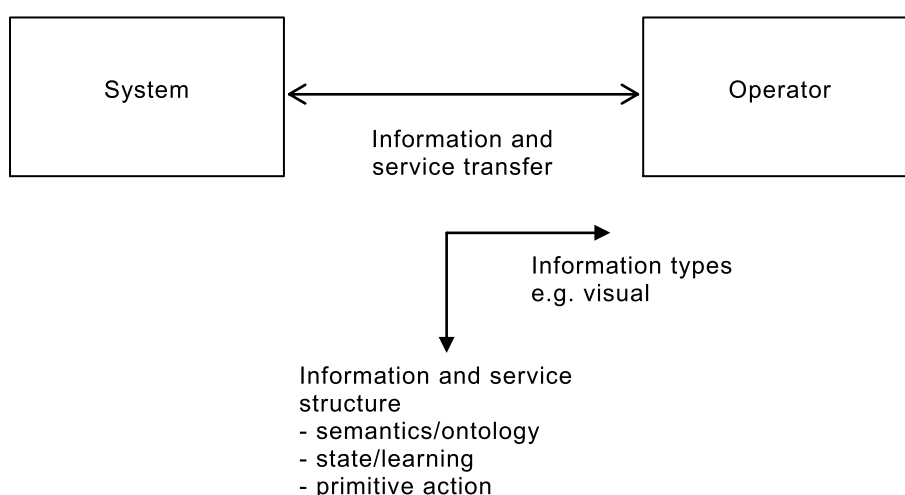 System
Operator
Information and
service transfer
Information types
e.g. visual
Information and service
structure
- semantics/ontology
- state/learning
- primitive action